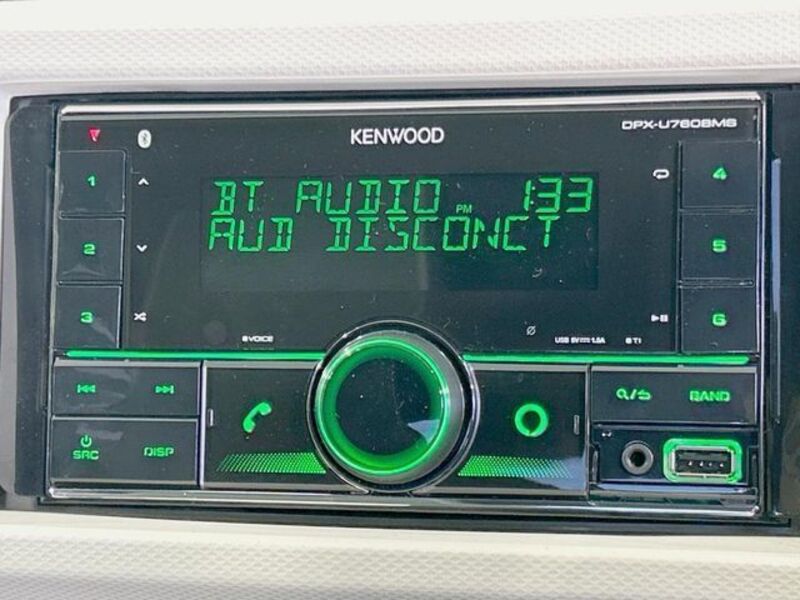 KENWOOD
DPX-U760BMS
BT AUDIO PM 1:33
AUD DISCONCT
1
2
3
4
5
6
VOICE
USB 5V 1.5A
SRC
DISP
BAND